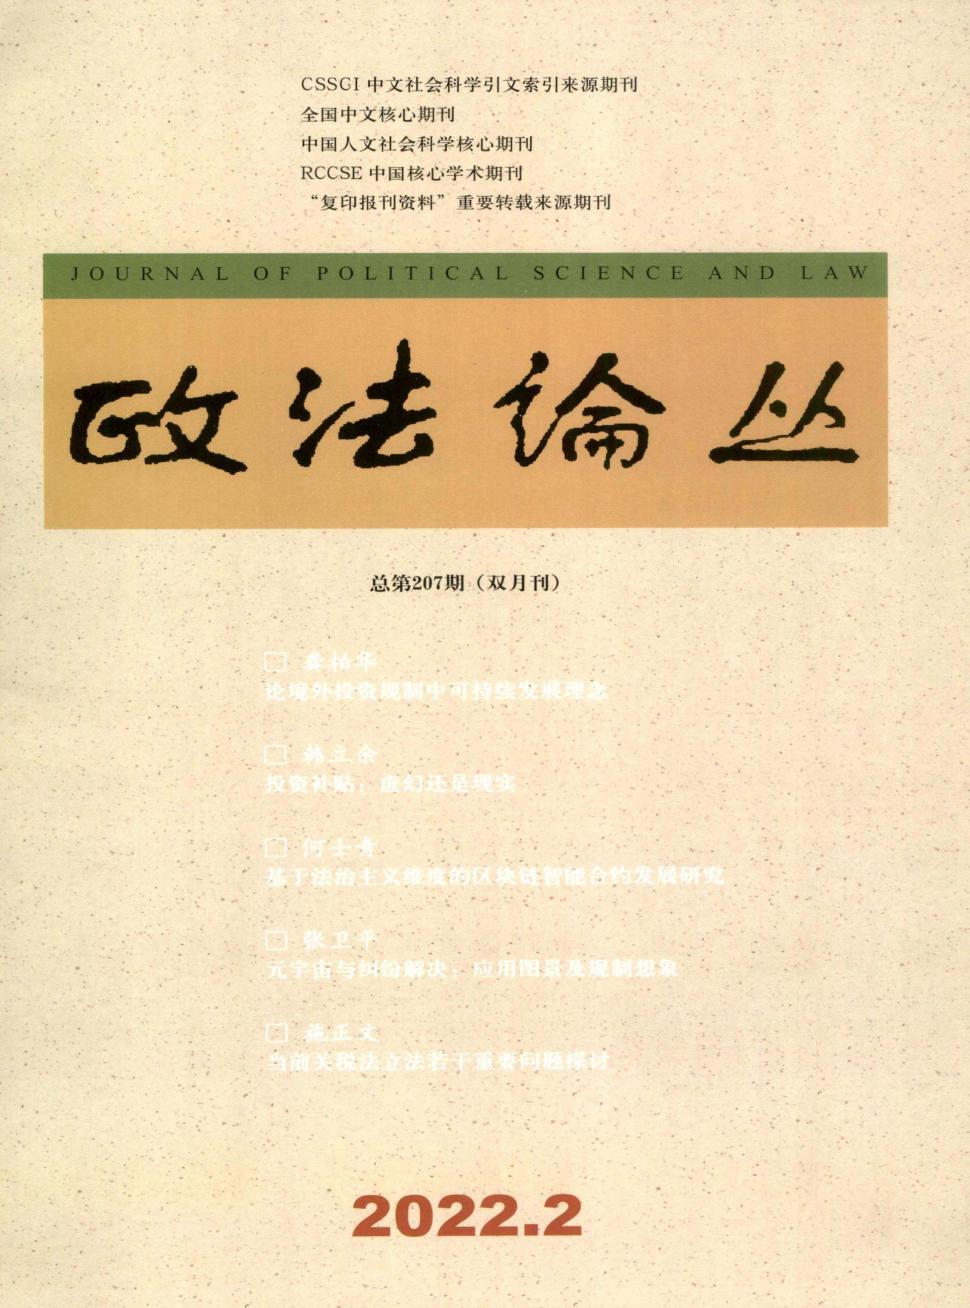 CSSCI 中文社会科学引文索引来源期刊
全国中文核心期刊
中国人文社会科学核心期刊
RCCSE 中国核心学术期刊
“复印报刊资料”重要转载来源期刊
JOURNAL OF POLITICAL SCIENCE AND LAW
政法論丛
总第207期（双月刊）
□ 龚柏华
论境外投资规制中可持续发展理念
□ 韩立余
投资补贴：虚幻还是现实
□ 何士青
基于法治主义维度的区块链智能合约发展研究
□ 张卫平
元宇宙与纠纷解决：应用图景及规制想象
□ 施正文
当前关税法立法若干重要问题探讨
2022.2